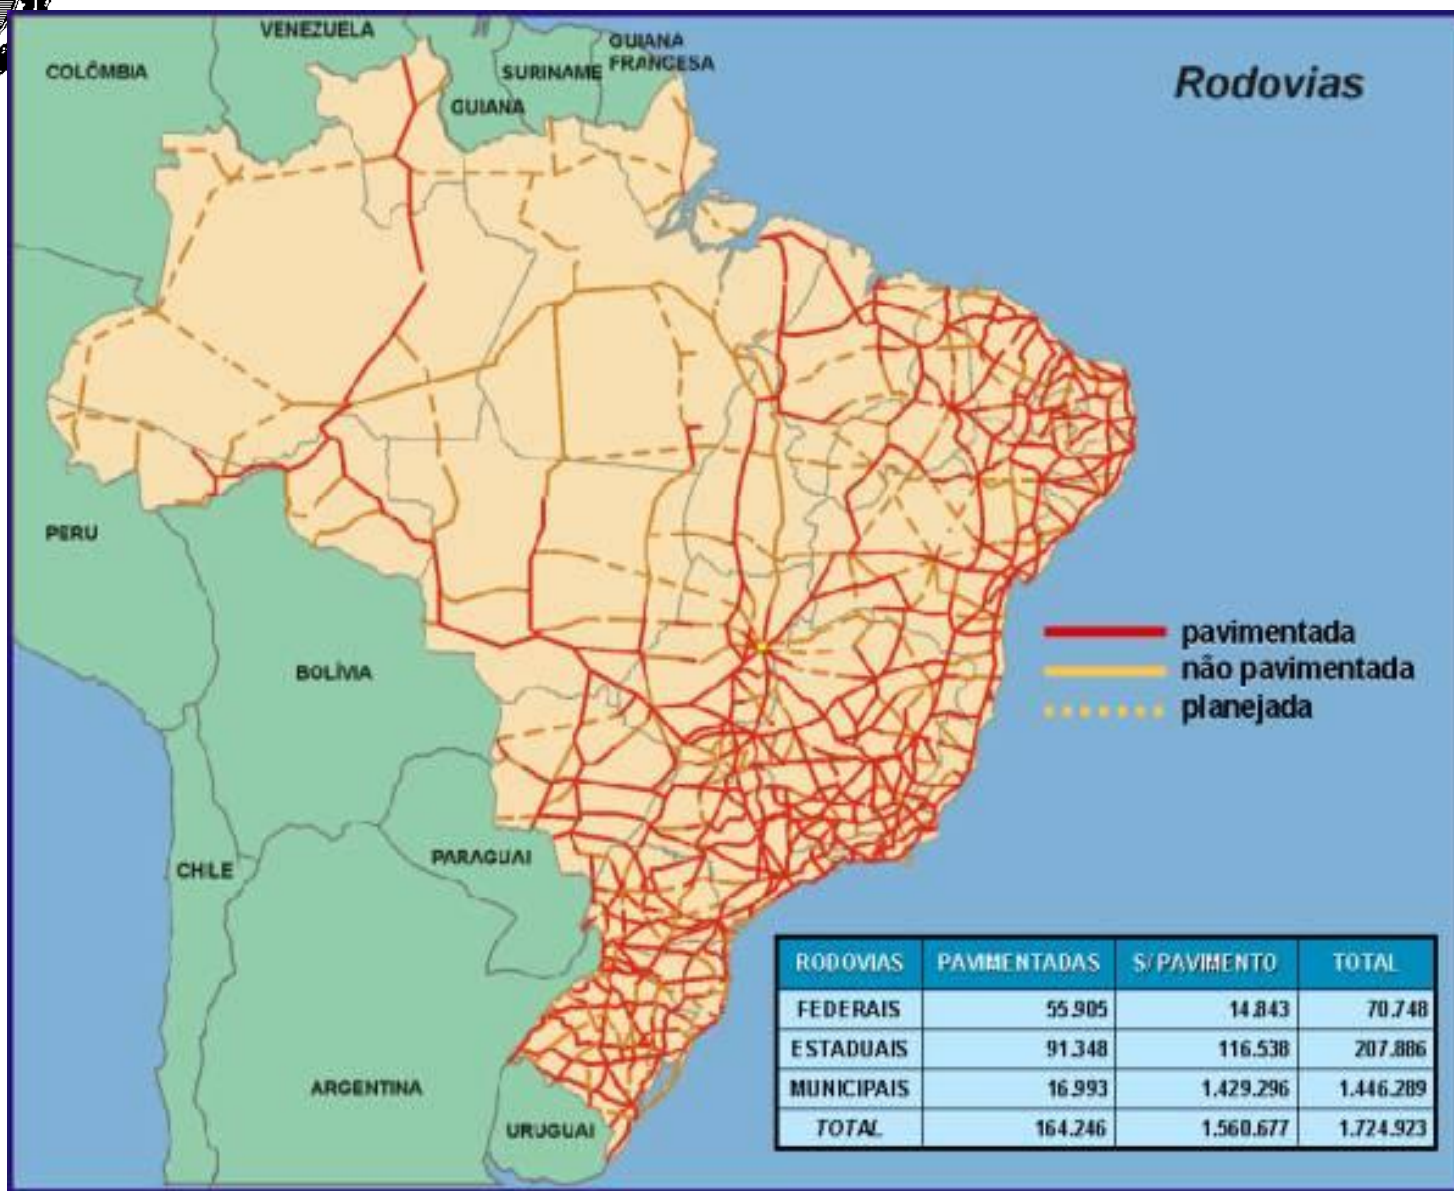 VENEZUELA
GUIANA
FRANCESA
COLÔMBIA
SURINAME
GUIANA
Rodovias
PERU
BOLÍVIA
pavimentada
não pavimentada
planejada
PARAGUAI
CHILE
ARGENTINA
URUGUAI
RODOVIAS PAVIMENTADAS S/ PAVIMENTO TOTAL
FEDERAIS 55.905 14.843 70.748
ESTADUAIS 91.348 116.538 207.886
MUNICIPAIS 16.993 1.429.296 1.446.289
TOTAL 164.246 1.560.677 1.724.923